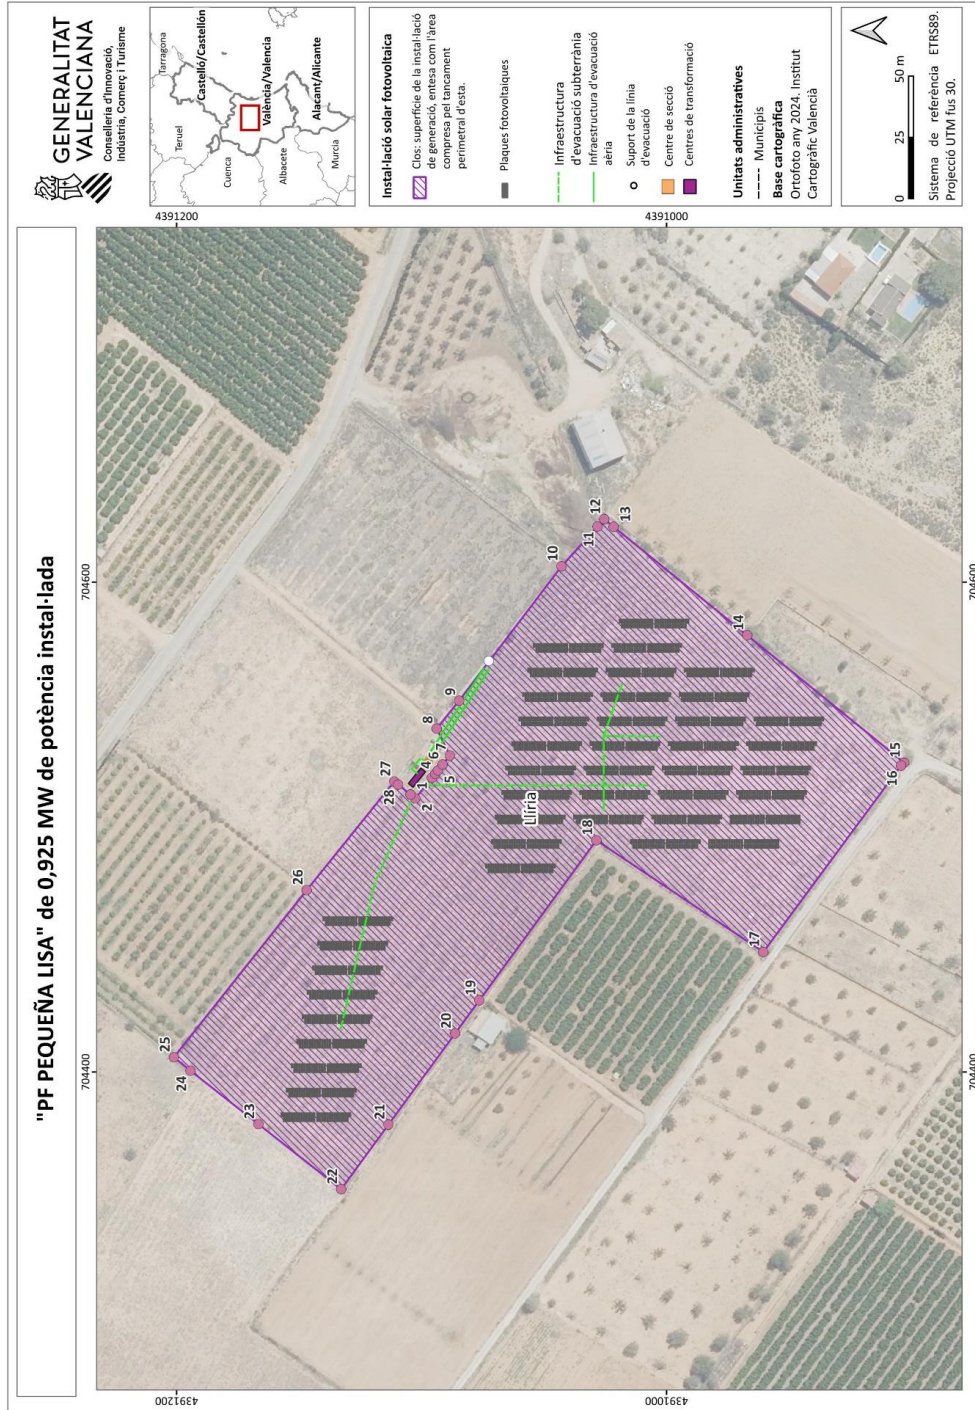 "PF PEQUEÑA LISA" de 0,925 MW de potència instal·lada
GENERALITAT
VALENCIANA
Conselleria d'Innovació,
Indústria, Comerç i Turisme
Tarragona
Teruel
Castelló/Castellón
Cuenca
València/Valencia
Albacete
Alacant/Alicante
Murcia
Instal·lació solar fotovoltaica
Clos: superfície de la instal·lació
de generació, entesa com l'àrea
compresa pel tancament
perimetral d'esta.
Plaques fotovoltaiques
Infraestructura
d'evacuació subterrània
Infraestructura d'evacuació
aèria
Suport de la línia
d'evacuació
Centre de secció
Centres de transformació
Unitats administratives
Municipis
Base cartogràfica
Ortofoto any 2024. Institut
Cartogràfic Valencià
0 25 50 m
Sistema de referència ETRS89.
Projecció UTM fus 30.
704400
704600
4391200
4391000
704400
704600
4391200
4391000
25
24
23
22
21
20
19
26
27
28
1
2
4
6
5
7
8
9
10
11
12
13
14
15
16
17
18
Llíria